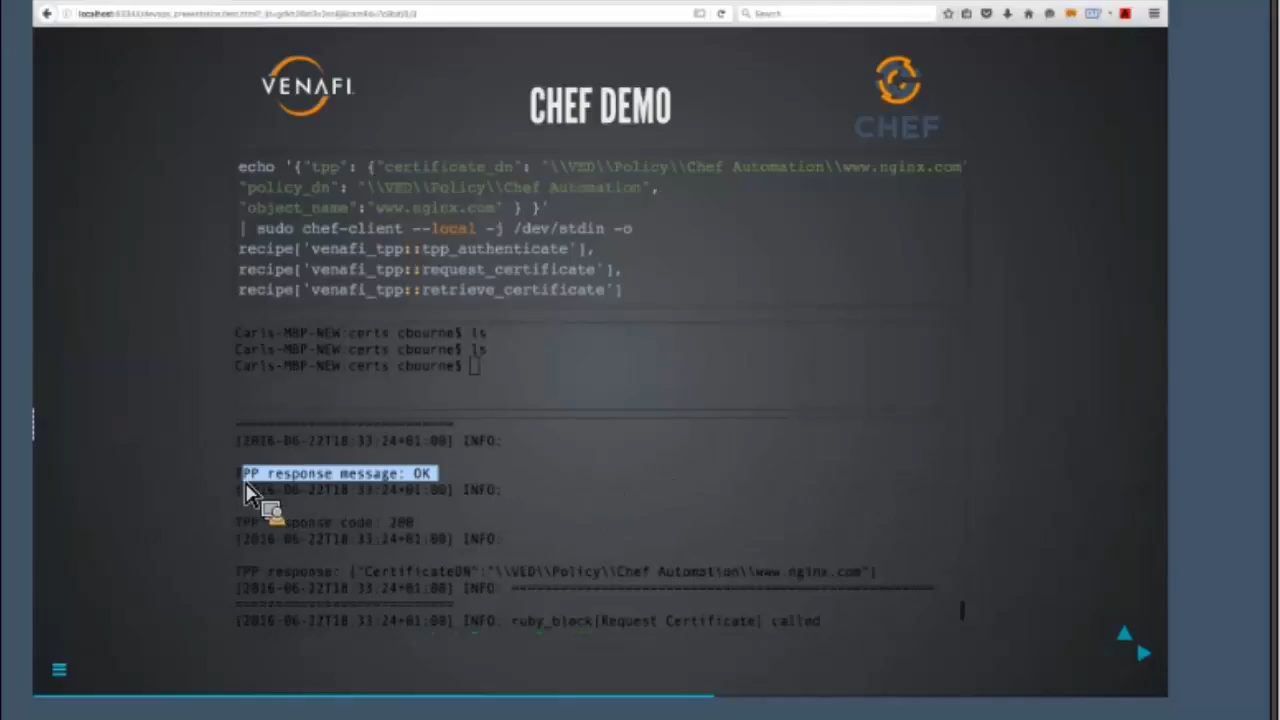 Search
VENAFI
CHEF DEMO
CHEF
echo '{"tpp": {"certificate_dn": "\\VED\\Policy\\Chef Automation\\www.nginx.com"
"policy_dn": "\\VED\\Policy\\Chef Automation",
"object_name":"www.nginx.com" } }'
| sudo chef-client --local -j /dev/stdin -o
recipe['venafi_tpp::tpp_authenticate'],
recipe['venafi_tpp::request_certificate'],
recipe['venafi_tpp::retrieve_certificate']
Carls-MBP-NEW:certs cbourne$ ls
Carls-MBP-NEW:certs cbourne$ ls
Carls-MBP-NEW:certs cbourne$
[2016-06-22T18:33:24+01:00] INFO:
TPP response message: OK
[2016-06-22T18:33:24+01:00] INFO:
TPP response code: 200
[2016-06-22T18:33:24+01:00] INFO:
TPP response: {"CertificateDN":"\\VED\\Policy\\Chef Automation\\www.nginx.com"}
[2016-06-22T18:33:24+01:00] INFO:
[2016-06-22T18:33:24+01:00] INFO: ruby_block[Request Certificate] called